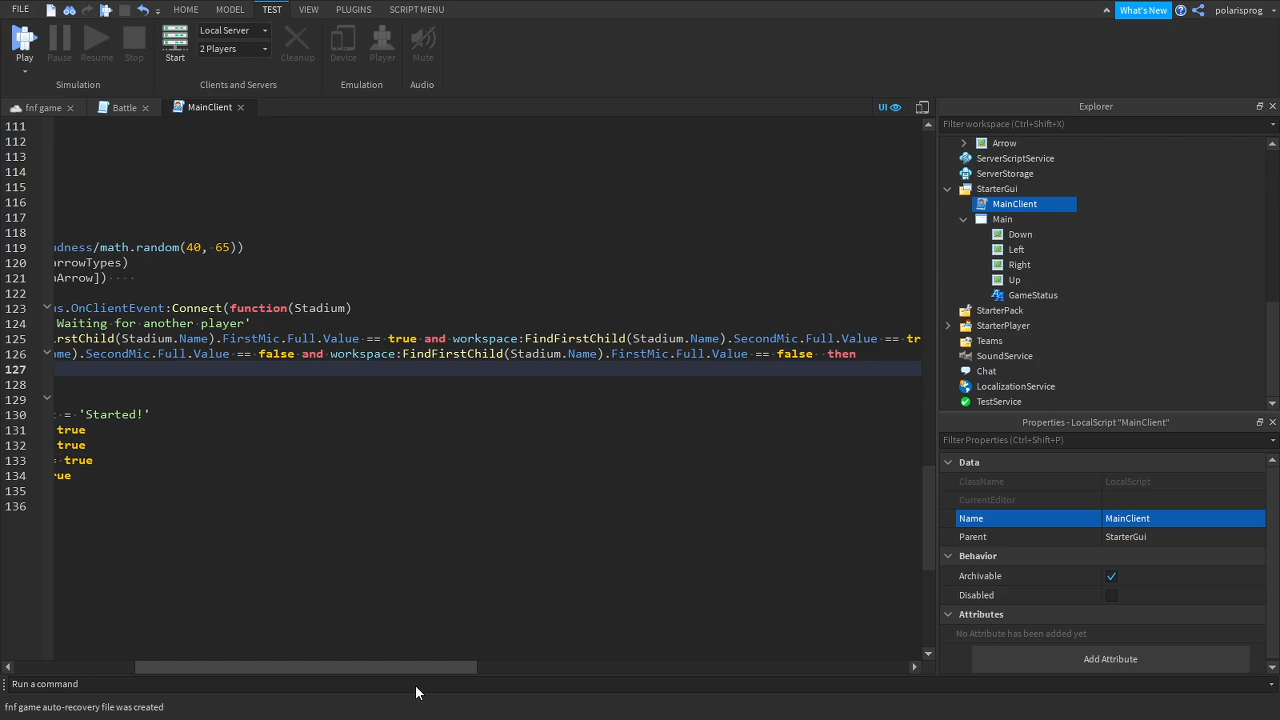 FILE HOME MODEL TEST VIEW PLUGINS SCRIPT MENU What's New polarisprog
Play Pause Resume Stop Start Local Server 2 Players Cleanup Device Player Mute
Simulation Clients and Servers Emulation Audio
fnf game Battle MainClient UI
111
112
113
114
115
116
117
118
119 udness/math.random(40, 65))
120 arrowTypes)
121 mArrow])
122
123 us.OnClientEvent:Connect(function(Stadium)
124 'Waiting for another player'
125 rstChild(Stadium.Name).FirstMic.Full.Value == true and workspace:FindFirstChild(Stadium.Name).SecondMic.Full.Value == tr
126 ame).SecondMic.Full.Value == false and workspace:FindFirstChild(Stadium.Name).FirstMic.Full.Value == false then
127
128
129
130 t = 'Started!'
131 true
132 true
133 = true
134 rue
135
136
Explorer
Filter workspace (Ctrl+Shift+X)
Arrow
ServerScriptService
ServerStorage
StarterGui
MainClient
Main
Down
Left
Right
Up
GameStatus
StarterPack
StarterPlayer
Teams
SoundService
Chat
LocalizationService
TestService
Properties - LocalScript "MainClient"
Filter Properties (Ctrl+Shift+P)
Data
ClassName LocalScript
CurrentEditor
Name MainClient
Parent StarterGui
Behavior
Archivable
Disabled
Attributes
No Attribute has been added yet
Add Attribute
Run a command
fnf game auto-recovery file was created